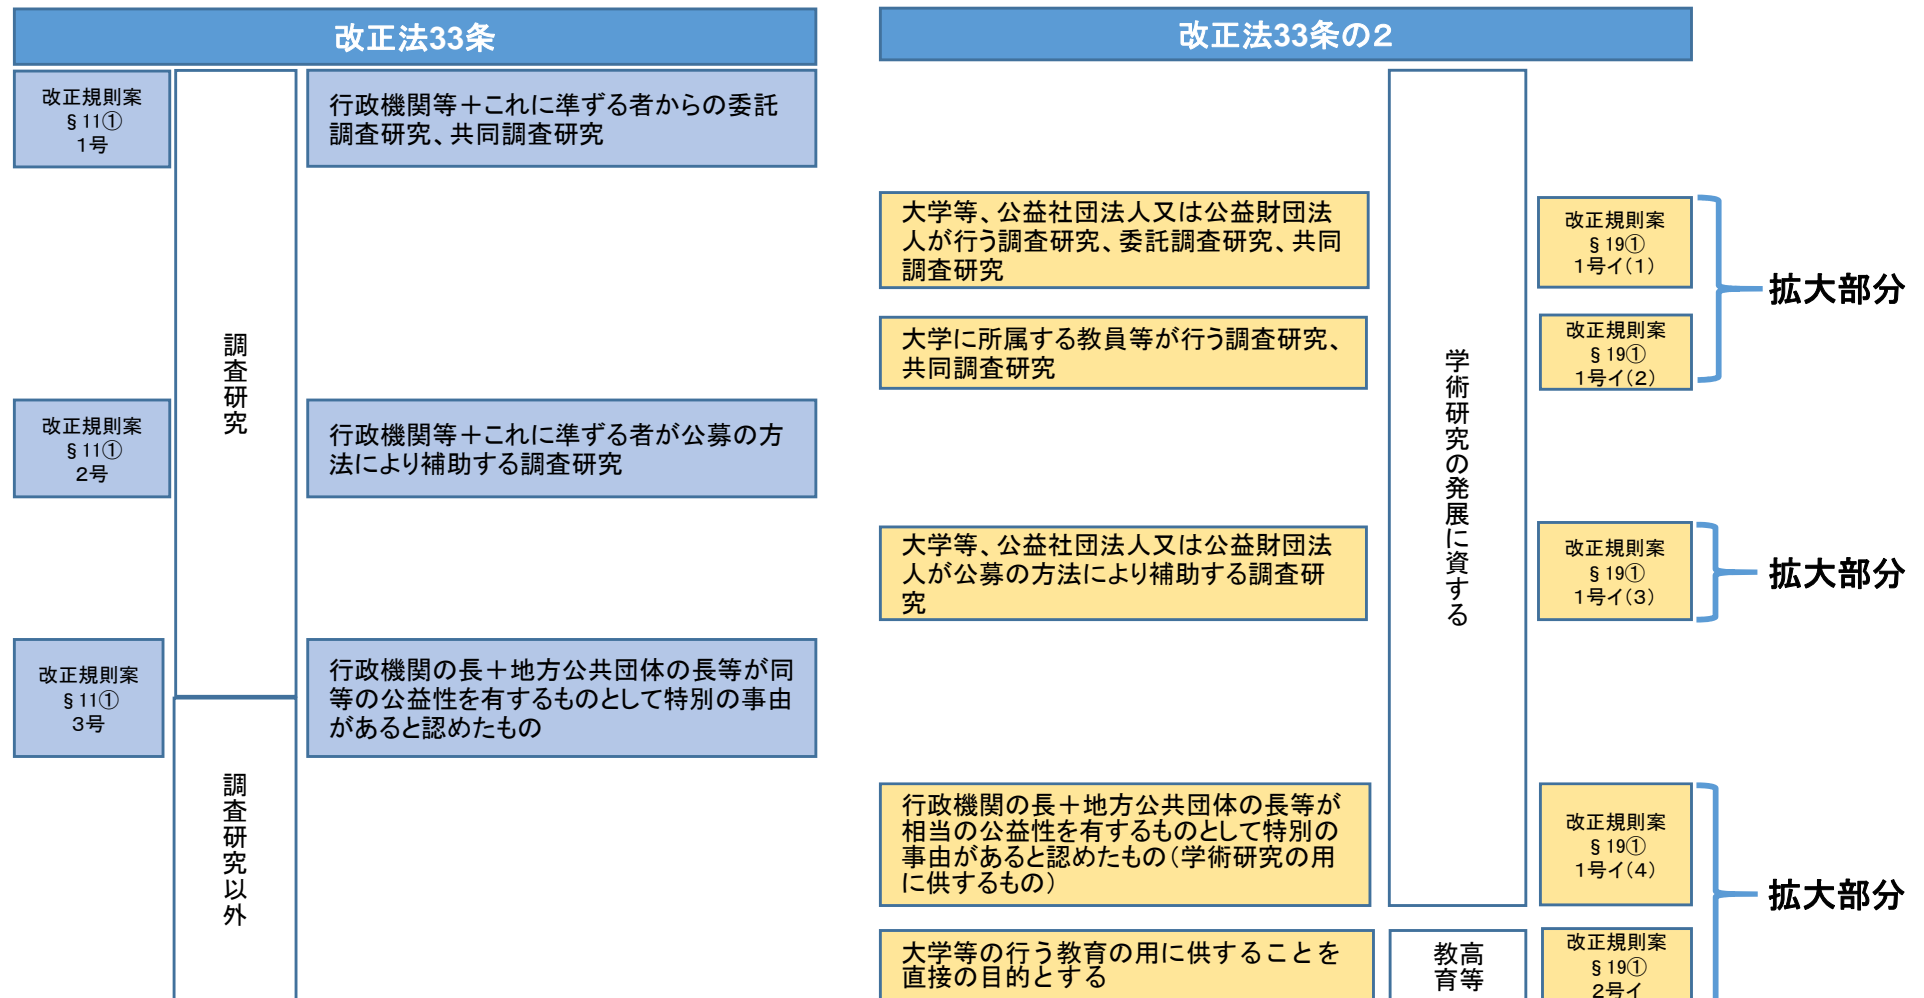 改正法33条
改正規則案
§11①
1号
行政機関等＋これに準ずる者からの委託
調査研究、共同調査研究
調査研究
改正規則案
§11①
2号
行政機関等＋これに準ずる者が公募の方
法により補助する調査研究
改正規則案
§11①
3号
行政機関の長＋地方公共団体の長等が同
等の公益性を有するものとして特別の事由
があると認めたもの
調査研究以外
改正法33条の２
学術研究の発展に資する
大学等、公益社団法人又は公益財団法
人が行う調査研究、委託調査研究、共同
調査研究
改正規則案
§19①
1号イ（１）
大学に所属する教員等が行う調査研究、
共同調査研究
改正規則案
§19①
1号イ（２）
拡大部分
大学等、公益社団法人又は公益財団法
人が公募の方法により補助する調査研
究
改正規則案
§19①
1号イ（３）
拡大部分
行政機関の長＋地方公共団体の長等が
相当の公益性を有するものとして特別の
事由があると認めたもの（学術研究の用
に供するもの）
改正規則案
§19①
1号イ（４）
拡大部分
大学等の行う教育の用に供することを
直接の目的とする
高等
教育
改正規則案
§19①
2号イ